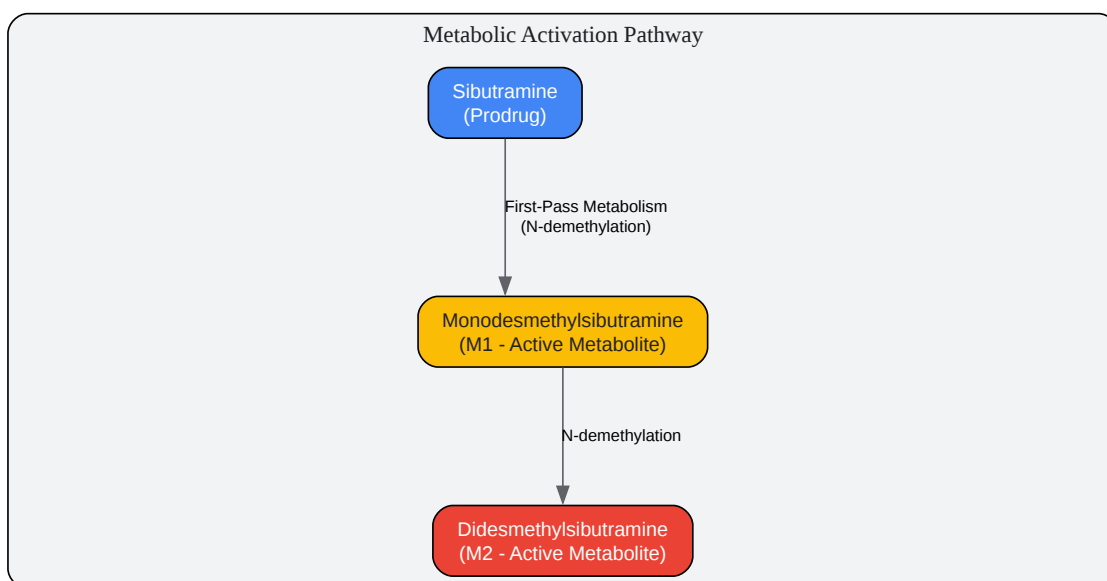 Metabolic Activation Pathway
Sibutramine
(Prodrug)
First-Pass Metabolism
(N-demethylation)
Monodesmethylsibutramine
(M1 - Active Metabolite)
N-demethylation
Didesmethylsibutramine
(M2 - Active Metabolite)